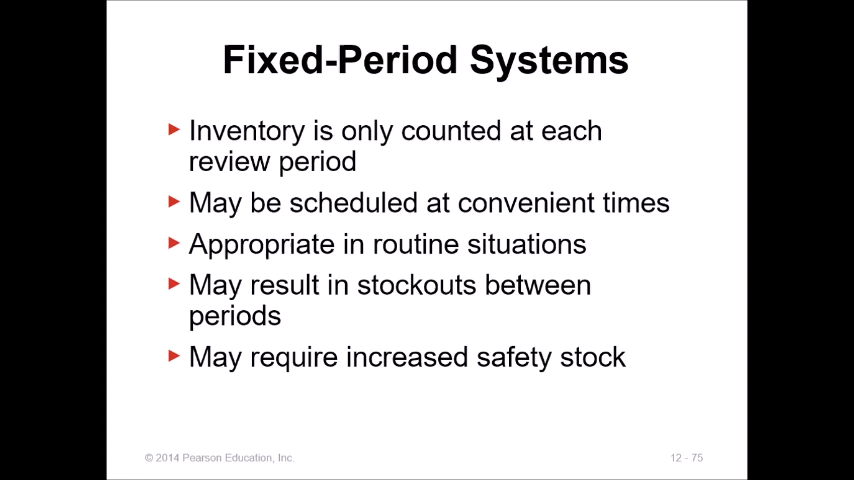 Fixed-Period Systems
Inventory is only counted at each
review period
May be scheduled at convenient times
Appropriate in routine situations
May result in stockouts between
periods
May require increased safety stock
© 2014 Pearson Education, Inc.
12 - 75